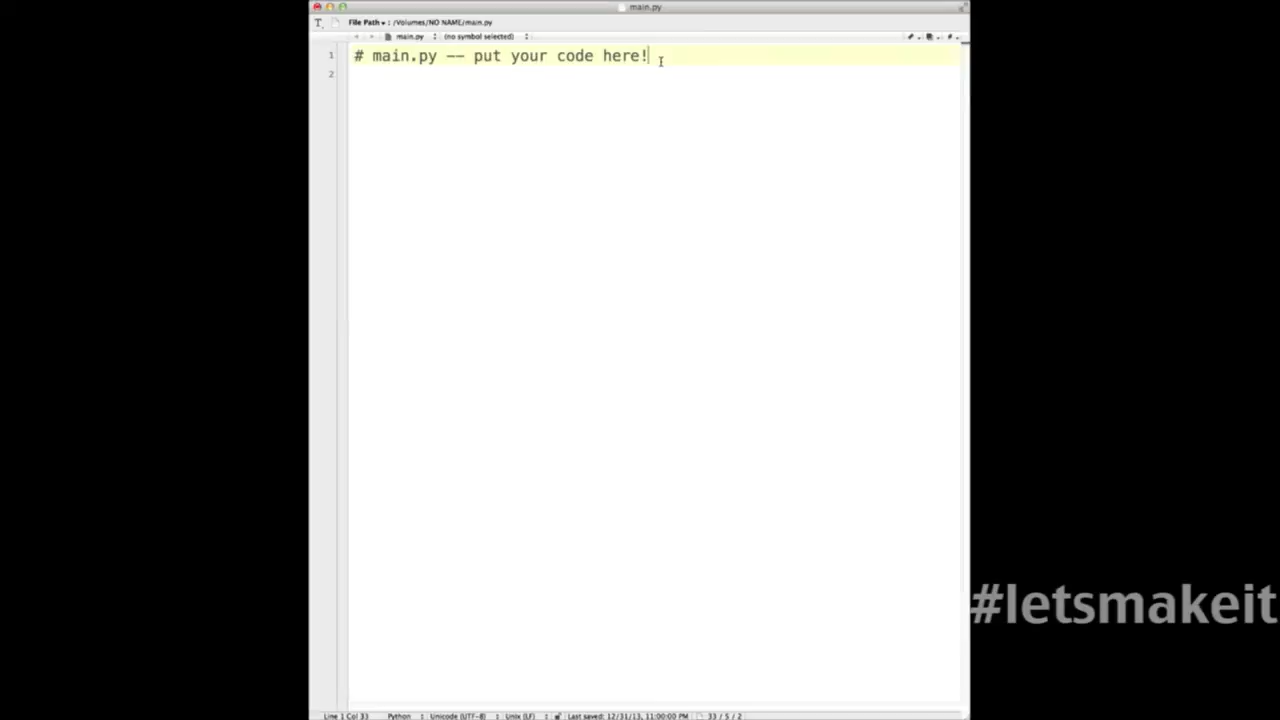 main.py
File Path ▾ : /Volumes/NO NAME/main.py
main.py (no symbol selected)
1 # main.py -- put your code here!
2
#letsmakeit
Line 1 Col 33 Python Unicode (UTF-8) Unix (LF) Last saved: 12/31/13, 11:00:00 PM 33 / 5 / 2